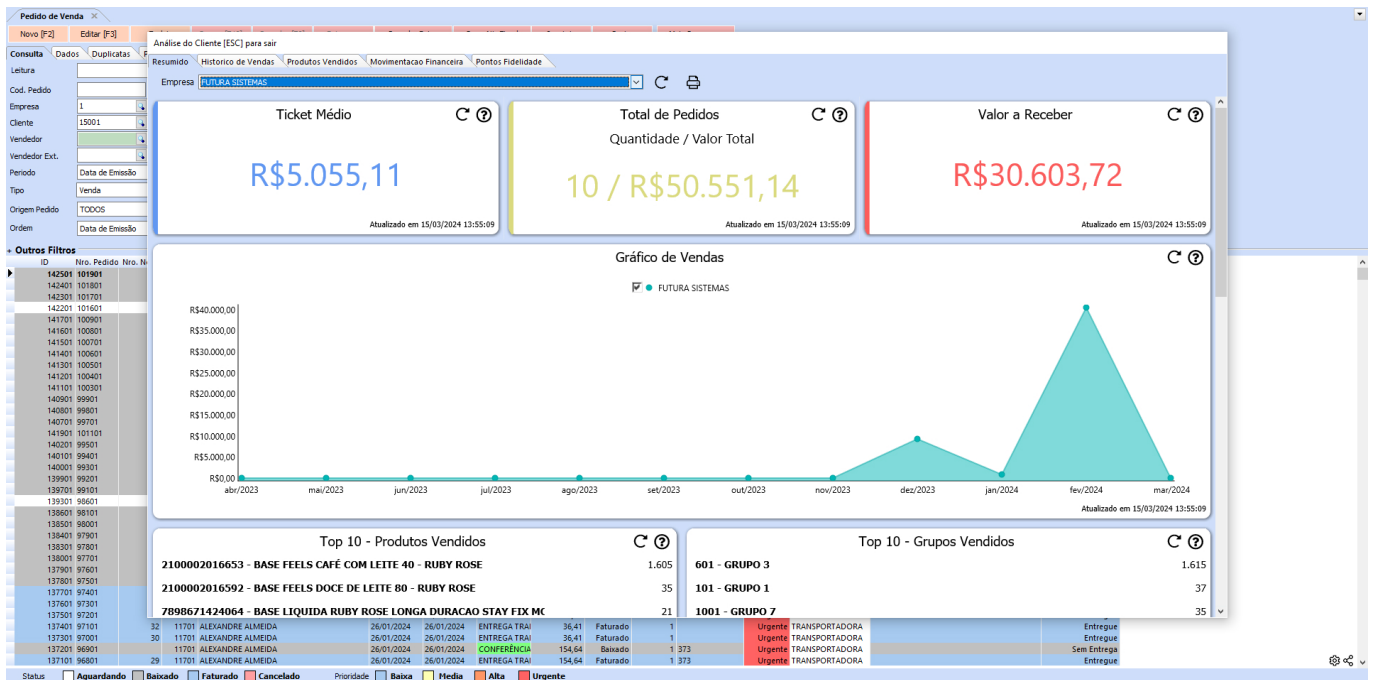 Pedido de Venda
Novo [F2] Editar [F3]
Consulta Dados Duplicatas
Leitura
Cod. Pedido
Empresa 1
Cliente 15001
Vendedor
Vendedor Ext.
Periodo Data de Emissão
Tipo Venda
Origem Pedido TODOS
Ordem Data de Emissão
+ Outros Filtros
ID Nro. Pedido Nro. N
142501 101901
142401 101801
142301 101701
142201 101601
141701 100901
141601 100801
141501 100701
141401 100601
141301 100501
141201 100401
141101 100301
140901 99901
140801 99801
140701 99701
141901 101101
140201 99501
140101 99401
140001 99301
139901 99201
139701 99101
139301 98601
138601 98101
138501 98001
138401 97901
138301 97801
138001 97701
137901 97601
137801 97501
137701 97401
137601 97301
137501 97201
Análise do Cliente [ESC] para sair
Resumido Historico de Vendas Produtos Vendidos Movimentacao Financeira Pontos Fidelidade
Empresa FUTURA SISTEMAS
Ticket Médio
R$5.055,11
Atualizado em 15/03/2024 13:55:09
Total de Pedidos
Quantidade / Valor Total
10 / R$50.551,14
Atualizado em 15/03/2024 13:55:09
Valor a Receber
R$30.603,72
Atualizado em 15/03/2024 13:55:09
Gráfico de Vendas
FUTURA SISTEMAS
R$40.000,00
R$35.000,00
R$30.000,00
R$25.000,00
R$20.000,00
R$15.000,00
R$10.000,00
R$5.000,00
R$0,00
abr/2023 mai/2023 jun/2023 jul/2023 ago/2023 set/2023 out/2023 nov/2023 dez/2023 jan/2024 fev/2024 mar/2024
Atualizado em 15/03/2024 13:55:09
Top 10 - Produtos Vendidos
2100002016653 - BASE FEELS CAFÉ COM LEITE 40 - RUBY ROSE 1.605
2100002016592 - BASE FEELS DOCE DE LEITE 80 - RUBY ROSE 35
7898671424064 - BASE LIQUIDA RUBY ROSE LONGA DURACAO STAY FIX MC 21
Top 10 - Grupos Vendidos
601 - GRUPO 3 1.615
101 - GRUPO 1 37
1001 - GRUPO 7 35
137401 97101 32 11701 ALEXANDRE ALMEIDA 26/01/2024 26/01/2024 ENTREGA TRAI 36,41 Faturado 1 Urgente TRANSPORTADORA Entregue
137301 97001 30 11701 ALEXANDRE ALMEIDA 26/01/2024 26/01/2024 ENTREGA TRAI 36,41 Faturado 1 Urgente TRANSPORTADORA Entregue
137201 96901 11701 ALEXANDRE ALMEIDA 26/01/2024 26/01/2024 CONFERÊNCIA 154,64 Baixado 1 373 Urgente TRANSPORTADORA Sem Entrega
137101 96801 29 11701 ALEXANDRE ALMEIDA 26/01/2024 26/01/2024 ENTREGA TRAI 154,64 Faturado 1 373 Urgente TRANSPORTADORA Entregue
Status Aguardando Baixado Faturado Cancelado Prioridade Baixa Media Alta Urgente